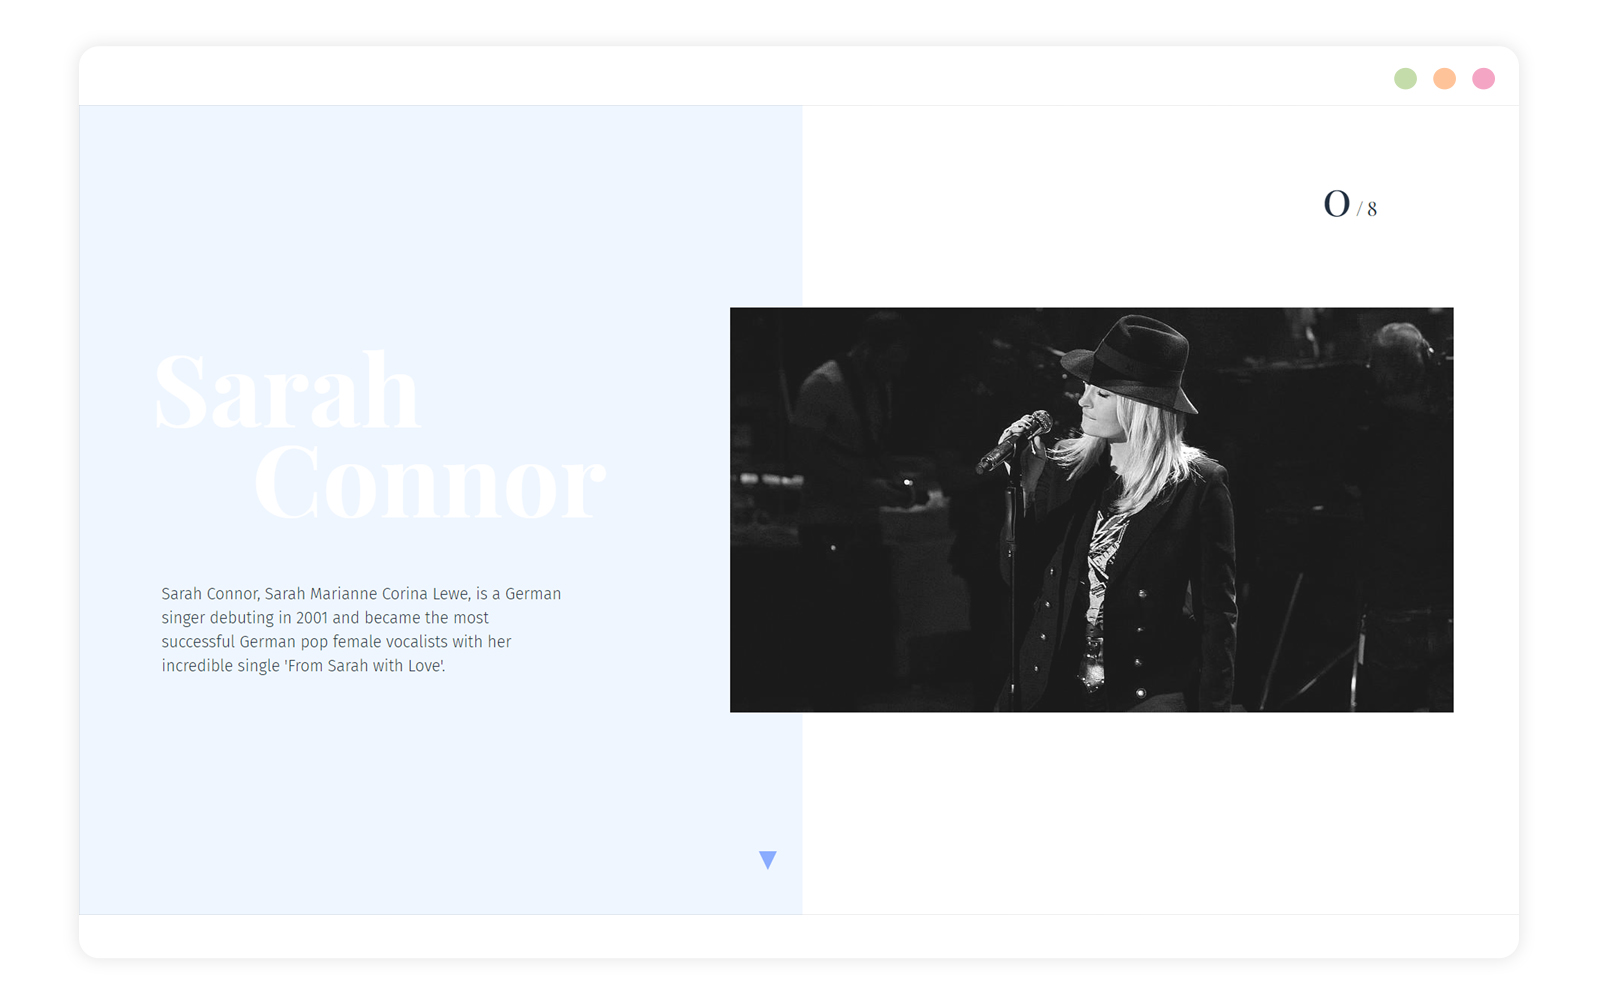 0 / 8
Sarah
Connor
Sarah Connor, Sarah Marianne Corina Lewe, is a German
singer debuting in 2001 and became the most
successful German pop female vocalists with her
incredible single 'From Sarah with Love'.